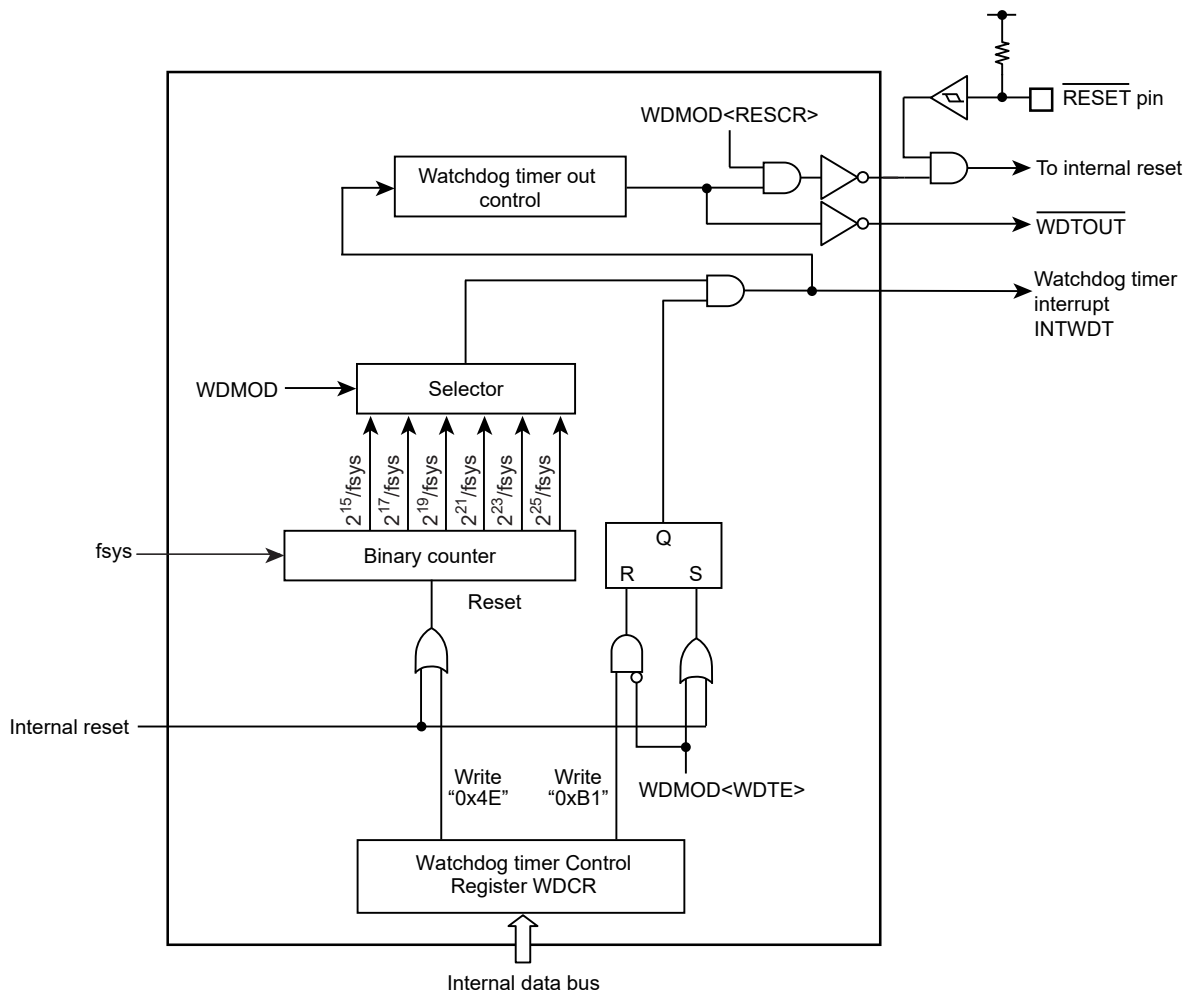 RESET pin
WDMOD<RESCR>
Watchdog timer out
control
To internal reset
WDTOUT
Watchdog timer
interrupt
INTWDT
WDMOD
Selector
2^15/fsys
2^17/fsys
2^19/fsys
2^21/fsys
2^23/fsys
2^25/fsys
fsys
Binary counter
Q
R S
Reset
Internal reset
Write
“0x4E”
Write
“0xB1”
WDMOD<WDTE>
Watchdog timer Control
Register WDCR
Internal data bus